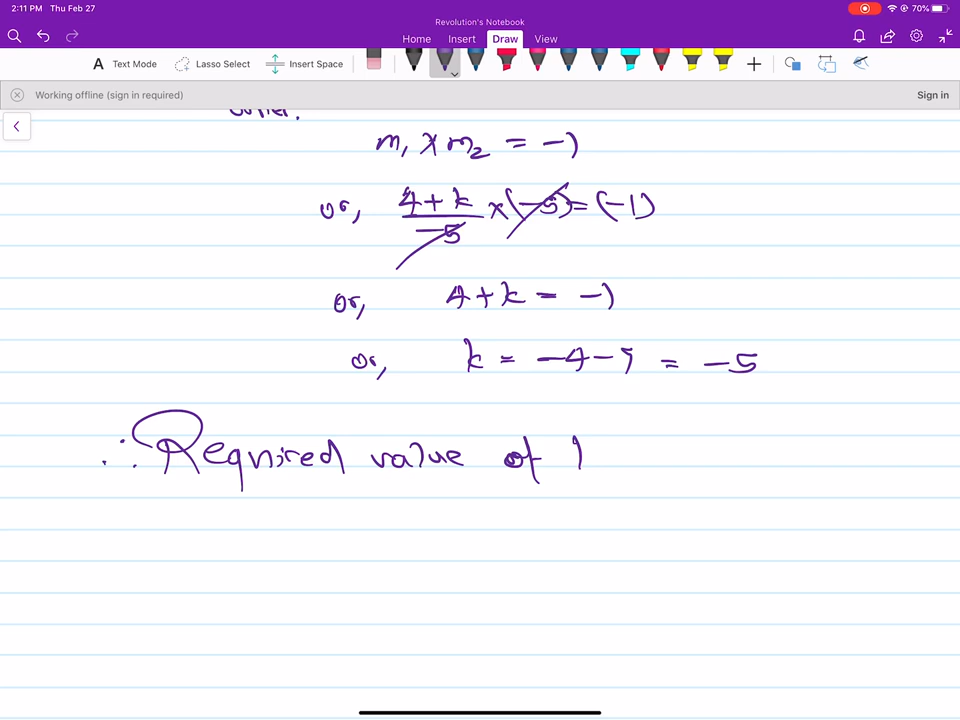 2:11 PM Thu Feb 27
70%
Revolution's Notebook
Home Insert Draw View
Text Mode Lasso Select Insert Space
Working offline (sign in required) Sign in
m₁ × m₂ = -1
or, (4+k)/(-5) × (-5) = (-1)
or, 4+k = -1
or, k = -4-1 = -5
∴ Required value of